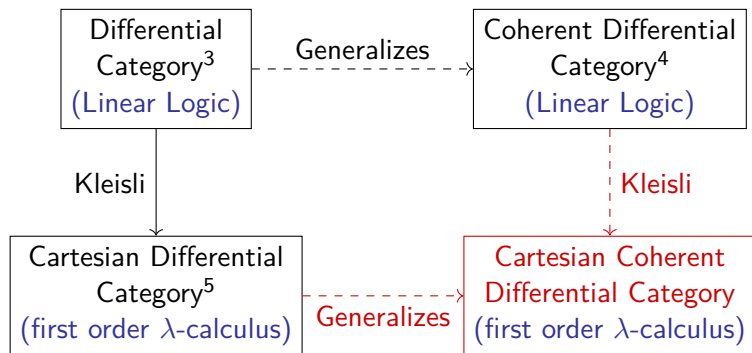 Differential
Category³
(Linear Logic)
Generalizes
Coherent Differential
Category⁴
(Linear Logic)
Kleisli
Kleisli
Cartesian Differential
Category⁵
(first order λ-calculus)
Generalizes
Cartesian Coherent
Differential Category
(first order λ-calculus)